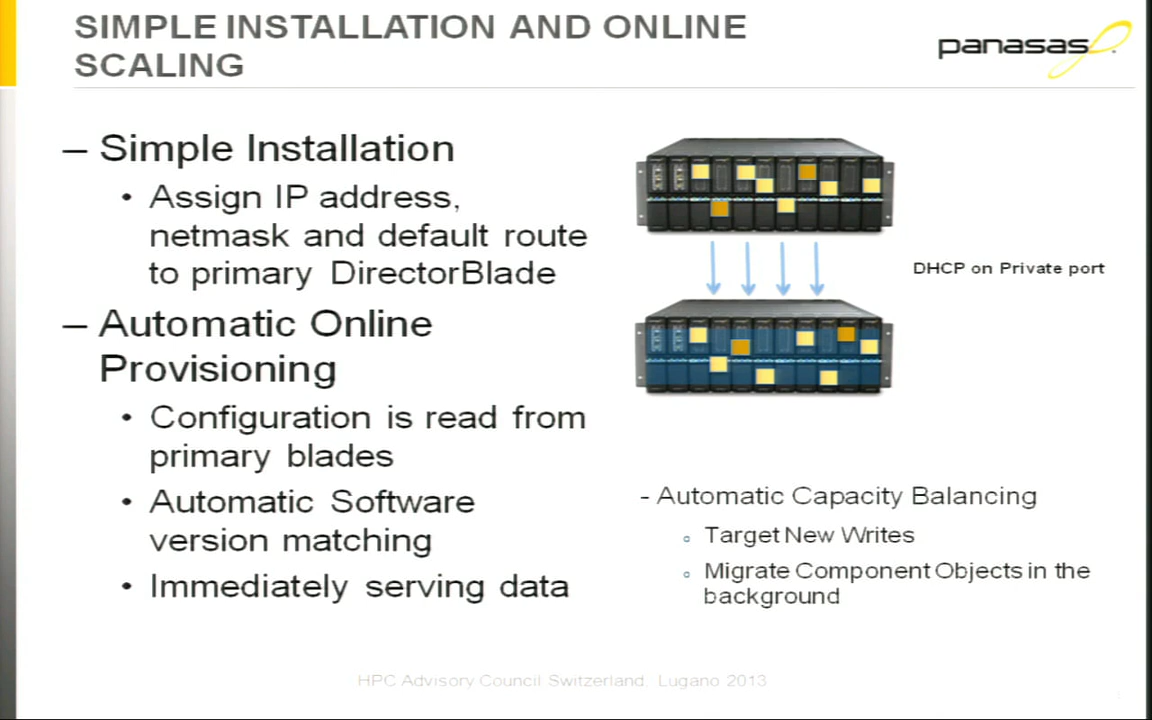 SIMPLE INSTALLATION AND ONLINE
SCALING
panasas
– Simple Installation
• Assign IP address,
netmask and default route
to primary DirectorBlade
– Automatic Online
Provisioning
• Configuration is read from
primary blades
• Automatic Software
version matching
• Immediately serving data
DHCP on Private port
- Automatic Capacity Balancing
Target New Writes
Migrate Component Objects in the
background
HPC Advisory Council Switzerland, Lugano 2013